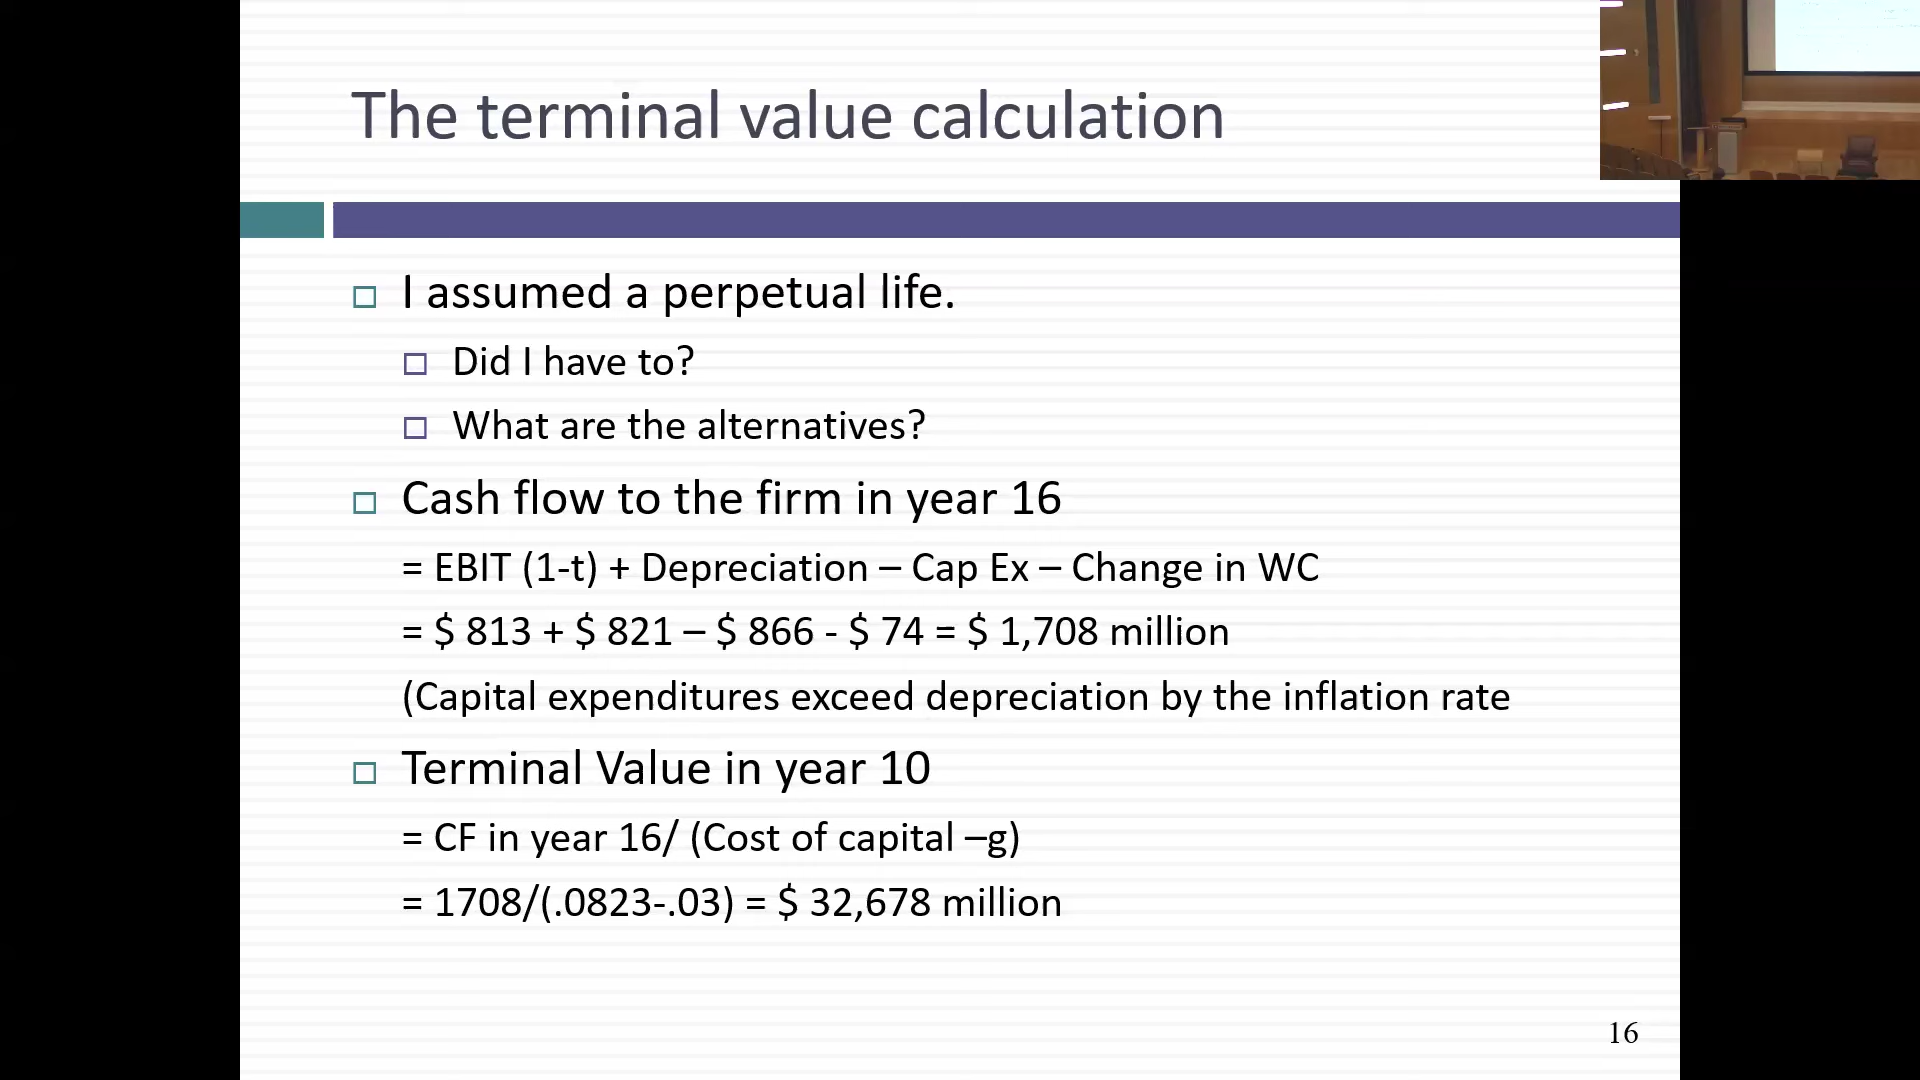 The terminal value calculation
I assumed a perpetual life.
Did I have to?
What are the alternatives?
Cash flow to the firm in year 16
= EBIT (1-t) + Depreciation – Cap Ex – Change in WC
= $ 813 + $ 821 – $ 866 - $ 74 = $ 1,708 million
(Capital expenditures exceed depreciation by the inflation rate
Terminal Value in year 10
= CF in year 16/ (Cost of capital –g)
= 1708/(.0823-.03) = $ 32,678 million
16